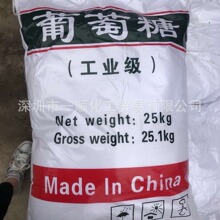 葡萄糖
(工业级)
Net weight: 25kg
Gross weight: 25.1kg
Made In China